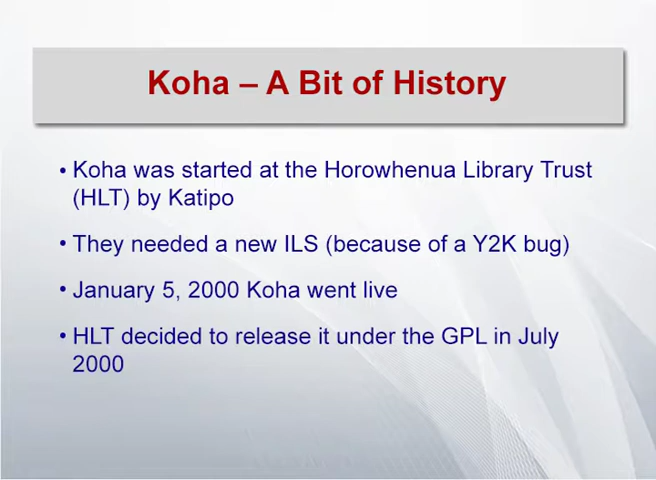 Koha – A Bit of History
• Koha was started at the Horowhenua Library Trust
(HLT) by Katipo
• They needed a new ILS (because of a Y2K bug)
• January 5, 2000 Koha went live
• HLT decided to release it under the GPL in July
2000